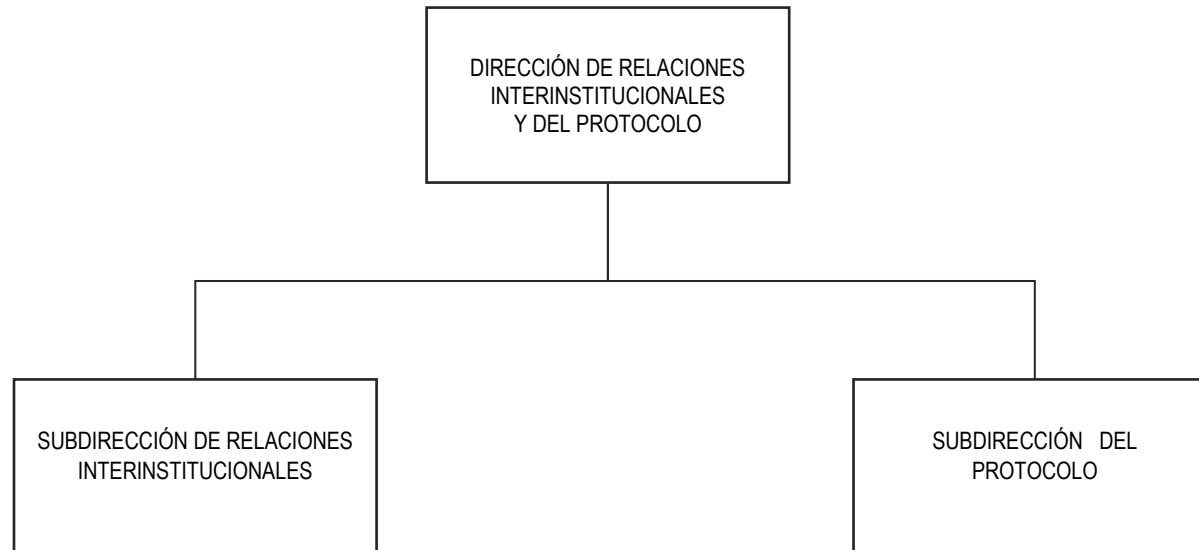 DIRECCIÓN DE RELACIONES
INTERINSTITUCIONALES
Y DEL PROTOCOLO
SUBDIRECCIÓN DE RELACIONES
INTERINSTITUCIONALES
SUBDIRECCIÓN DEL
PROTOCOLO